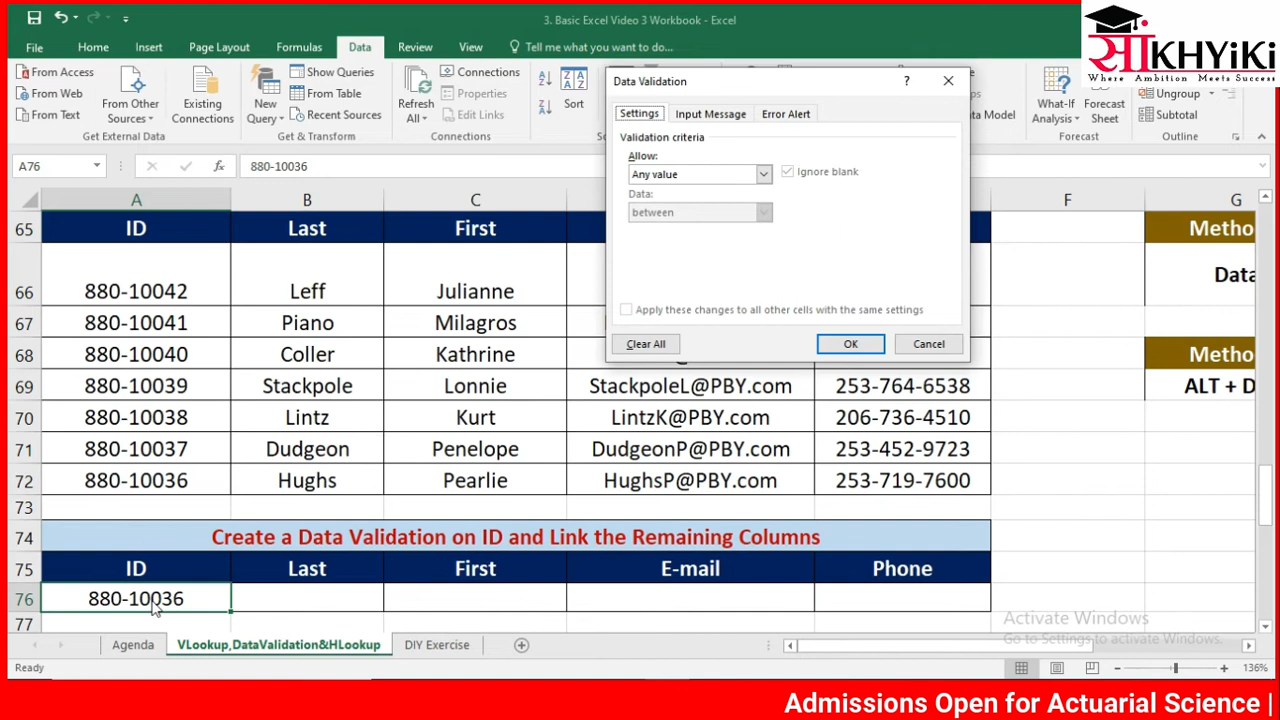 3. Basic Excel Video 3 Workbook - Excel
साKHYiKi
Where Ambition Meets Success
File Home Insert Page Layout Formulas Data Review View Tell me what you want to do...
From Access
From Web
From Text
From Other Sources
Existing Connections
Get External Data
New Query
Show Queries
From Table
Recent Sources
Get & Transform
Refresh All
Connections
Properties
Edit Links
Connections
Sort
What-If Analysis
Forecast Sheet
Forecast
Ungroup
Subtotal
Outline
Data Validation
Settings Input Message Error Alert
Validation criteria
Allow:
Any value
Ignore blank
Data:
between
Apply these changes to all other cells with the same settings
Clear All OK Cancel
A76 fx 880-10036
A B C F G
65 ID Last First Metho
66 880-10042 Leff Julianne Data
67 880-10041 Piano Milagros
68 880-10040 Coller Kathrine Metho
69 880-10039 Stackpole Lonnie StackpoleL@PBY.com 253-764-6538 ALT + D
70 880-10038 Lintz Kurt LintzK@PBY.com 206-736-4510
71 880-10037 Dudgeon Penelope DudgeonP@PBY.com 253-452-9723
72 880-10036 Hughs Pearlie HughsP@PBY.com 253-719-7600
73
74 Create a Data Validation on ID and Link the Remaining Columns
75 ID Last First E-mail Phone
76 880-10036
77
Activate Windows
Go to Settings to activate Windows.
Agenda VLookup,DataValidation&HLookup DIY Exercise
Ready 136%
Admissions Open for Actuarial Science |